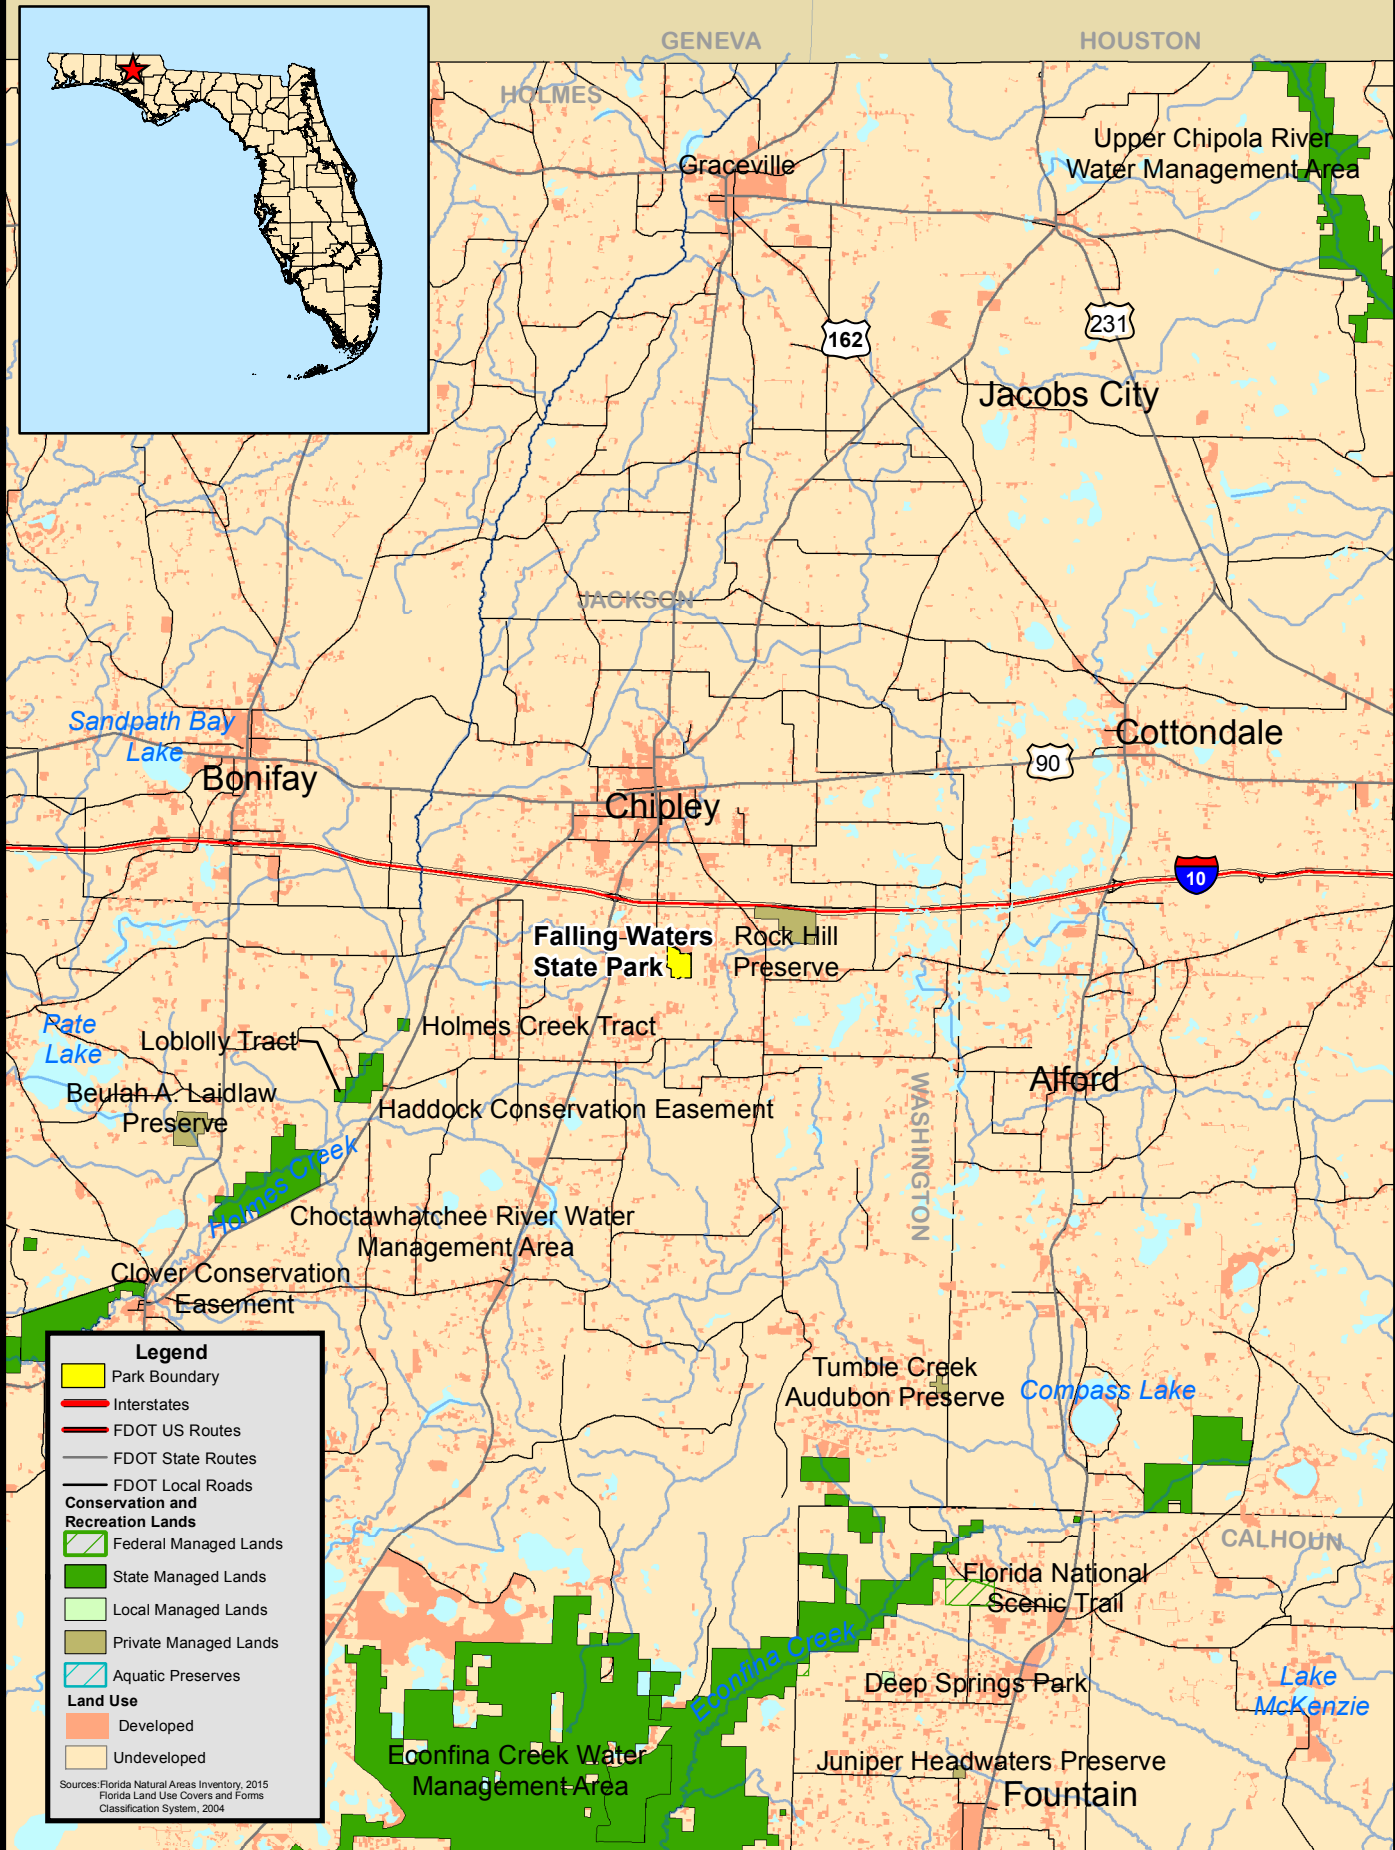 GENEVA
HOUSTON
HOLMES
Graceville
Upper Chipola River
Water Management Area
162
231
Jacobs City
JACKSON
Sandpath Bay
Lake
Bonifay
Chipley
90
Cottondale
10
Falling Waters
State Park
Rock Hill
Preserve
Pate
Lake
Loblolly Tract
Holmes Creek Tract
Beulah A. Laidlaw
Preserve
Haddock Conservation Easement
Alford
WASHINGTON
Holmes Creek
Choctawhatchee River Water
Management Area
Clover Conservation
Easement
Tumble Creek
Audubon Preserve
Compass Lake
CALHOUN
Florida National
Scenic Trail
Econfina Creek
Deep Springs Park
Lake
McKenzie
Econfina Creek Water
Management Area
Juniper Headwaters Preserve
Fountain
Legend
Park Boundary
Interstates
FDOT US Routes
FDOT State Routes
FDOT Local Roads
Conservation and
Recreation Lands
Federal Managed Lands
State Managed Lands
Local Managed Lands
Private Managed Lands
Aquatic Preserves
Land Use
Developed
Undeveloped
Sources:Florida Natural Areas Inventory, 2015
Florida Land Use Covers and Forms
Classification System, 2004